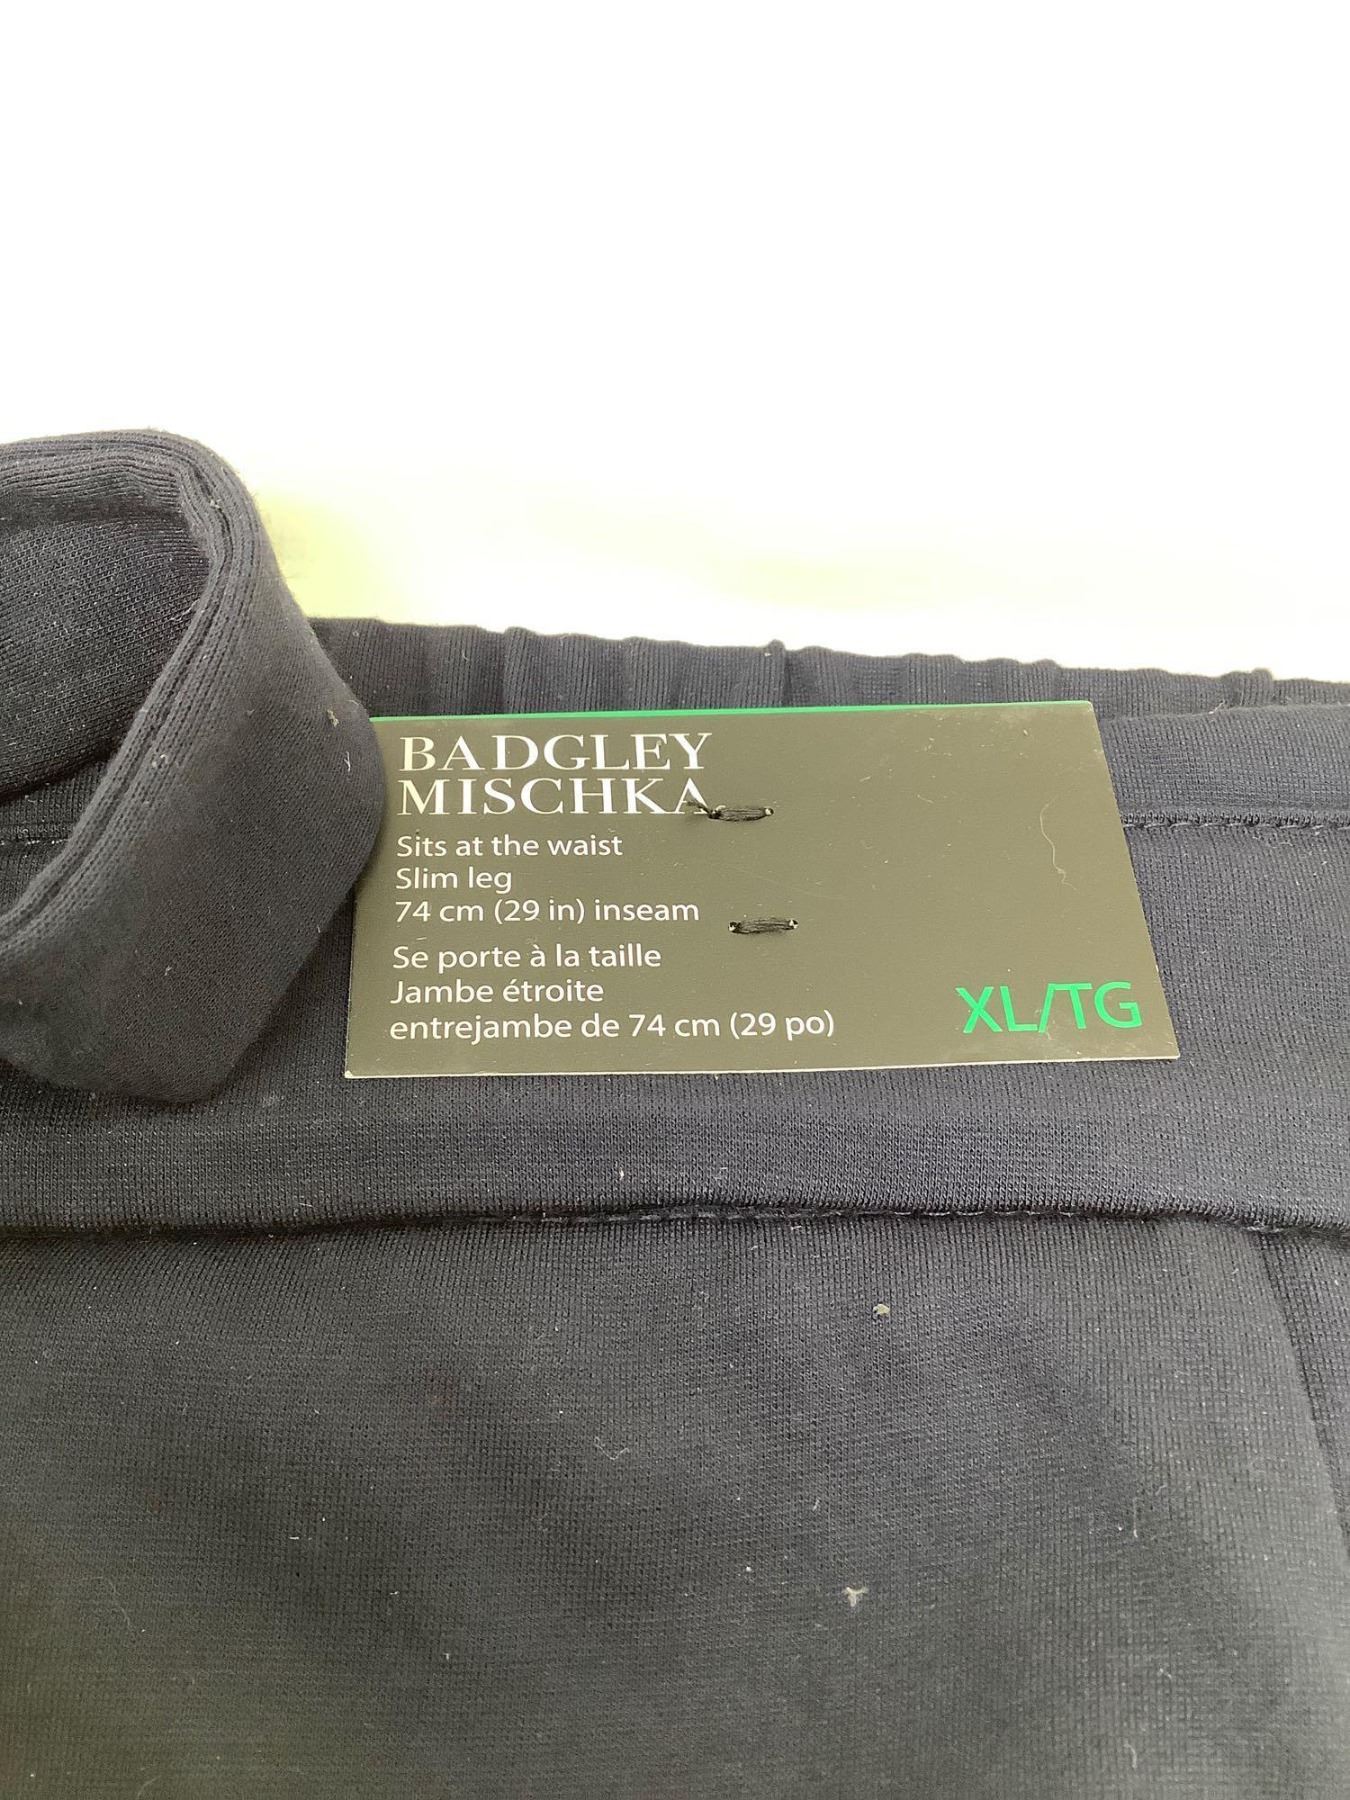 BADGLEY
MISCHKA
Sits at the waist
Slim leg
74 cm (29 in) inseam
Se porte à la taille
Jambe étroite
entrejambe de 74 cm (29 po)
XL/TG